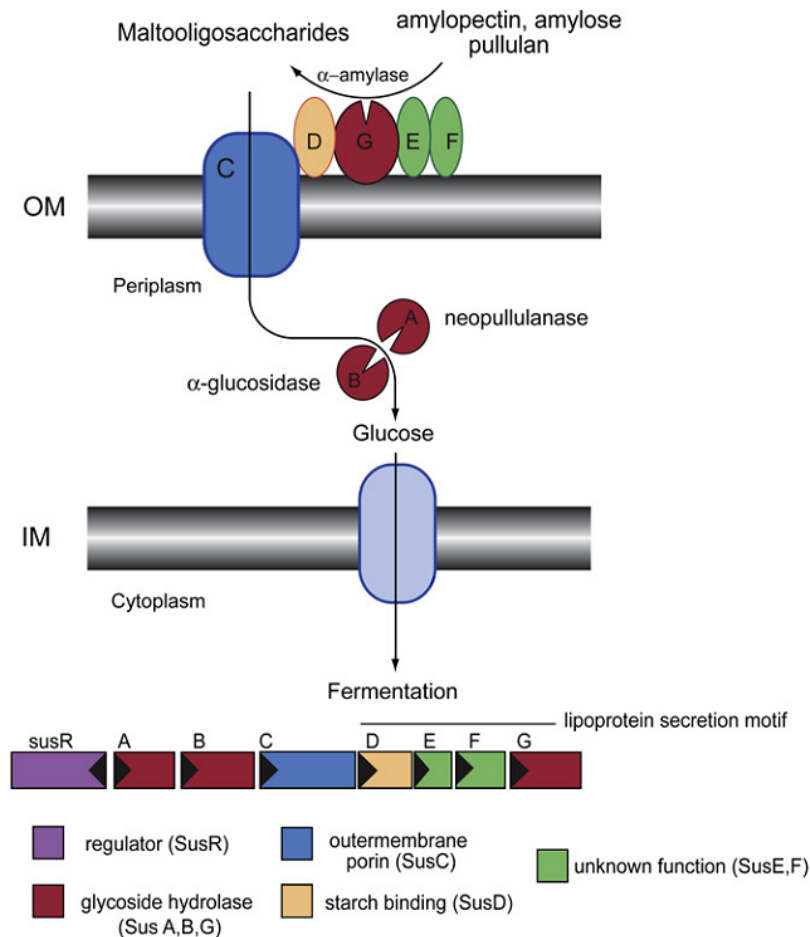 Maltooligosaccharides
amylopectin, amylose
pullulan
α–amylase
C
D
G
E
F
OM
Periplasm
A
neopullulanase
B
α-glucosidase
Glucose
IM
Cytoplasm
Fermentation
lipoprotein secretion motif
susR
A
B
C
D
E
F
G
regulator (SusR)
outermembrane
porin (SusC)
unknown function (SusE,F)
glycoside hydrolase
(Sus A,B,G)
starch binding (SusD)